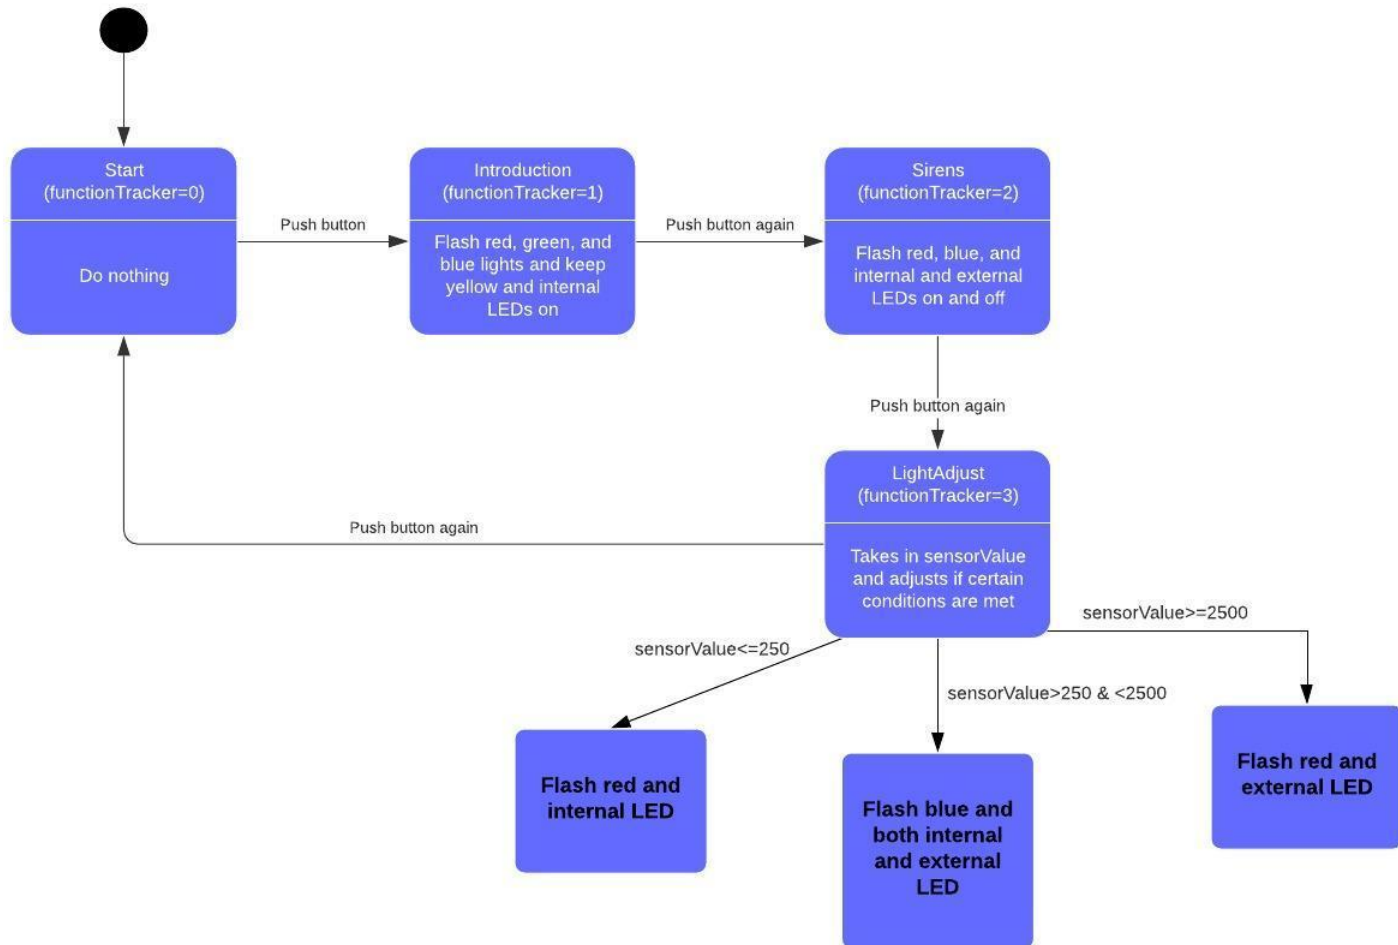 Start
(functionTracker=0)
Do nothing
Push button
Introduction
(functionTracker=1)
Flash red, green, and
blue lights and keep
yellow and internal
LEDs on
Push button again
Sirens
(functionTracker=2)
Flash red, blue, and
internal and external
LEDs on and off
Push button again
LightAdjust
(functionTracker=3)
Takes in sensorValue
and adjusts if certain
conditions are met
Push button again
sensorValue<=250
sensorValue>250 & <2500
sensorValue>=2500
Flash red and
internal LED
Flash blue and
both internal
and external
LED
Flash red and
external LED